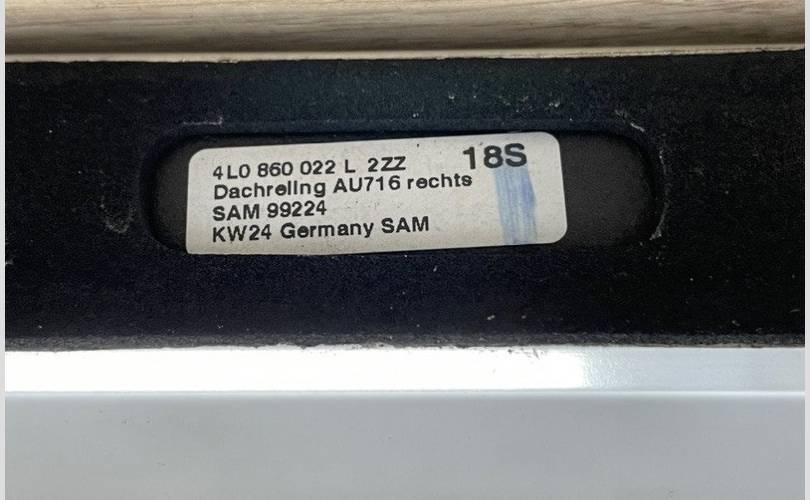 4L0 860 022 L 2ZZ 18S
Dachreling AU716 rechts
SAM 99224
KW24 Germany SAM